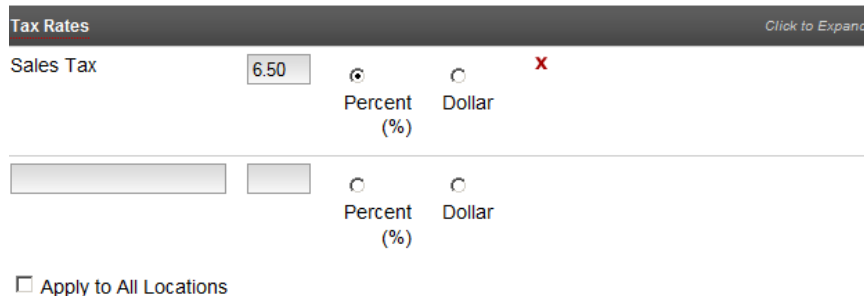 Tax Rates Click to Expand
Sales Tax 6.50 X
Percent Dollar
(%)
Percent Dollar
(%)
Apply to All Locations